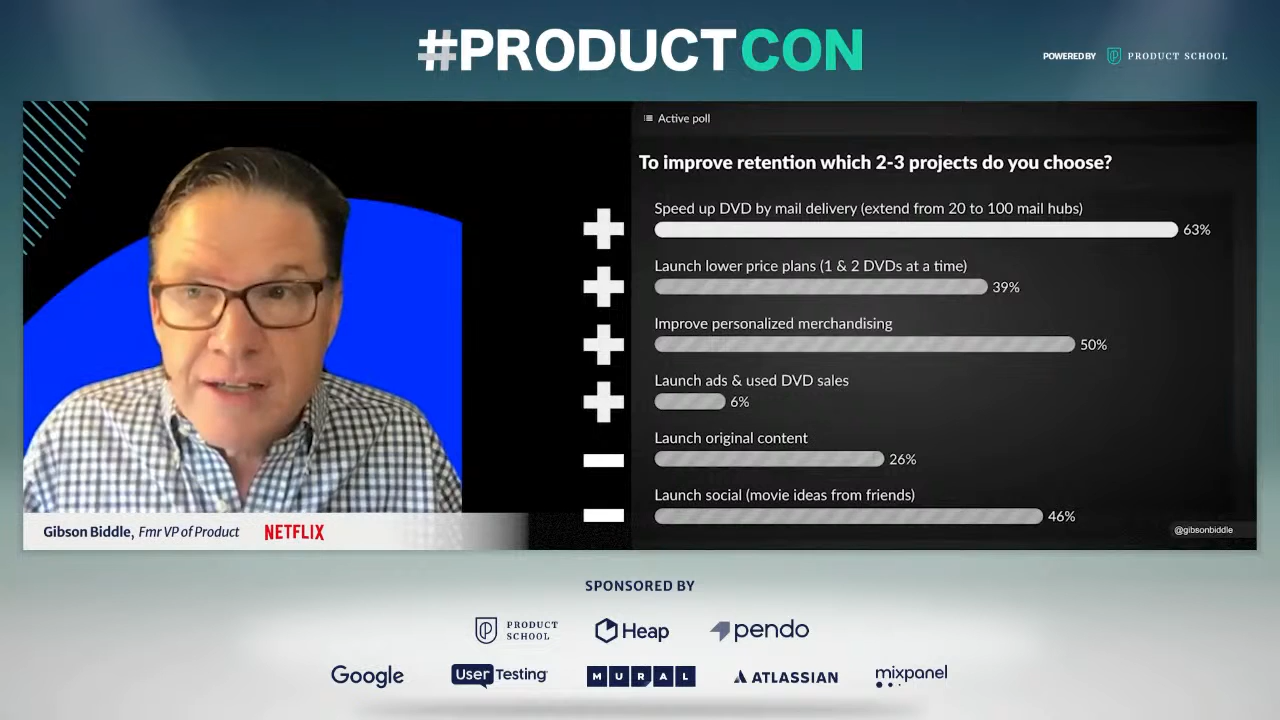 #PRODUCTCON
POWERED BY PRODUCT SCHOOL
Active poll
To improve retention which 2-3 projects do you choose?
Speed up DVD by mail delivery (extend from 20 to 100 mail hubs)
63%
Launch lower price plans (1 & 2 DVDs at a time)
39%
Improve personalized merchandising
50%
Launch ads & used DVD sales
6%
Launch original content
26%
Launch social (movie ideas from friends)
46%
@gibsonbiddle
Gibson Biddle, Fmr VP of Product NETFLIX
SPONSORED BY
PRODUCT SCHOOL Heap pendo
Google UserTesting MURAL ATLASSIAN mixpanel